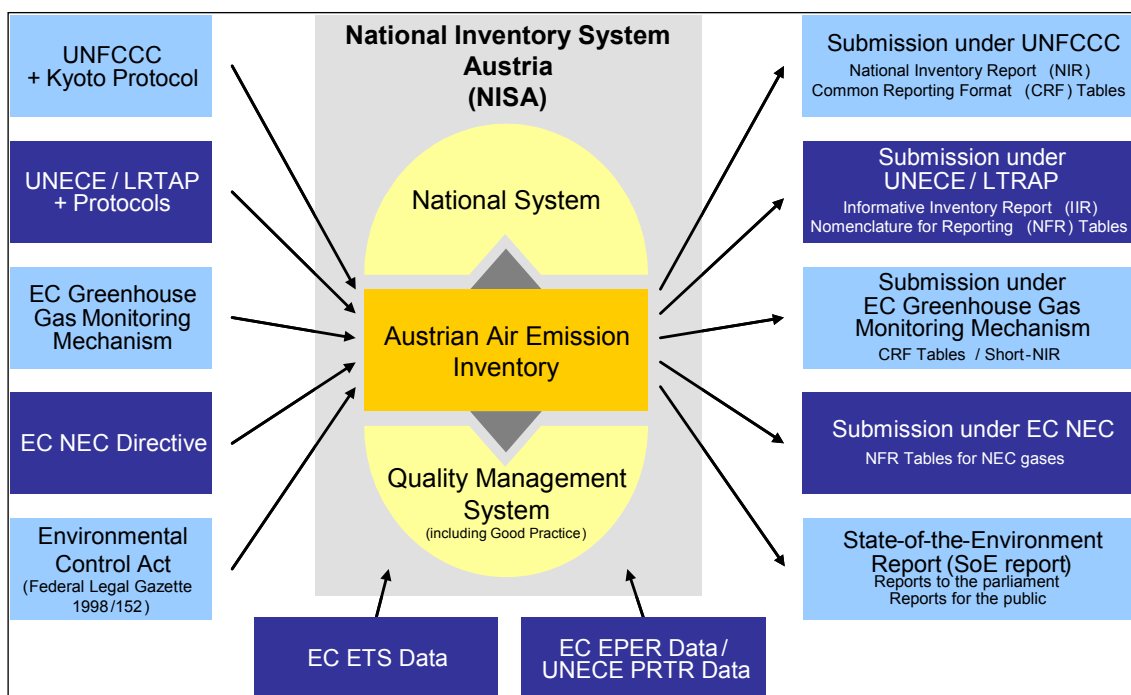 UNFCCC
+ Kyoto Protocol
UNECE / LRTAP
+ Protocols
EC Greenhouse
Gas Monitoring
Mechanism
EC NEC Directive
Environmental
Control Act
(Federal Legal Gazette
1998/152)
National Inventory System
Austria
(NISA)
National System
Austrian Air Emission
Inventory
Quality Management
System
(including Good Practice)
EC ETS Data
EC EPER Data /
UNECE PRTR Data
Submission under UNFCCC
National Inventory Report (NIR)
Common Reporting Format (CRF) Tables
Submission under
UNECE / LTRAP
Informative Inventory Report (IIR)
Nomenclature for Reporting (NFR) Tables
Submission under
EC Greenhouse Gas
Monitoring Mechanism
CRF Tables / Short-NIR
Submission under EC NEC
NFR Tables for NEC gases
State-of-the-Environment
Report (SoE report)
Reports to the parliament
Reports for the public